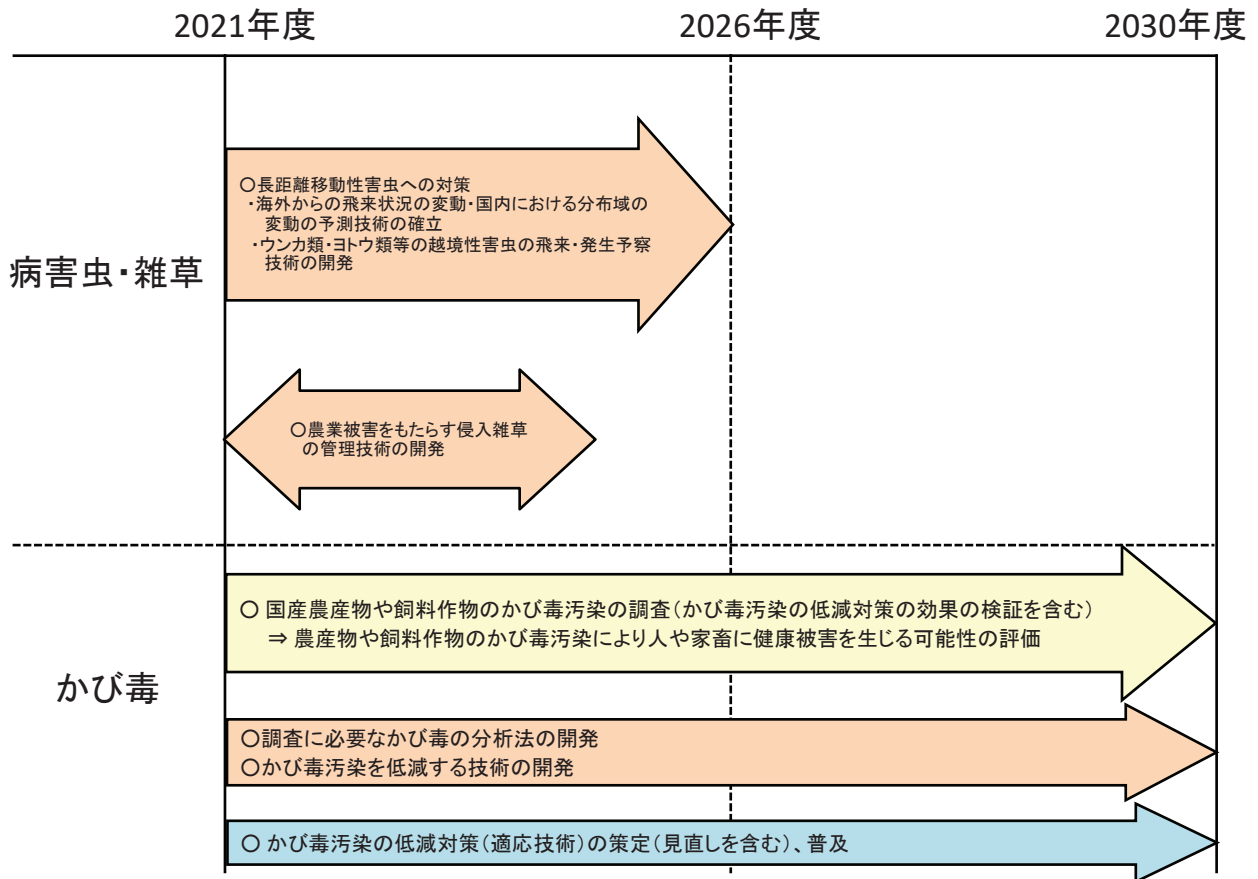 2021年度 2026年度 2030年度
○長距離移動性害虫への対策
・海外からの飛来状況の変動・国内における分布域の
変動の予測技術の確立
・ウンカ類・ヨトウ類等の越境性害虫の飛来・発生予察
技術の開発
病害虫・雑草
○農業被害をもたらす侵入雑草
の管理技術の開発
○ 国産農産物や飼料作物のかび毒汚染の調査(かび毒汚染の低減対策の効果の検証を含む)
⇒ 農産物や飼料作物のかび毒汚染により人や家畜に健康被害を生じる可能性の評価
かび毒
○調査に必要なかび毒の分析法の開発
○かび毒汚染を低減する技術の開発
○ かび毒汚染の低減対策(適応技術)の策定(見直しを含む)、普及